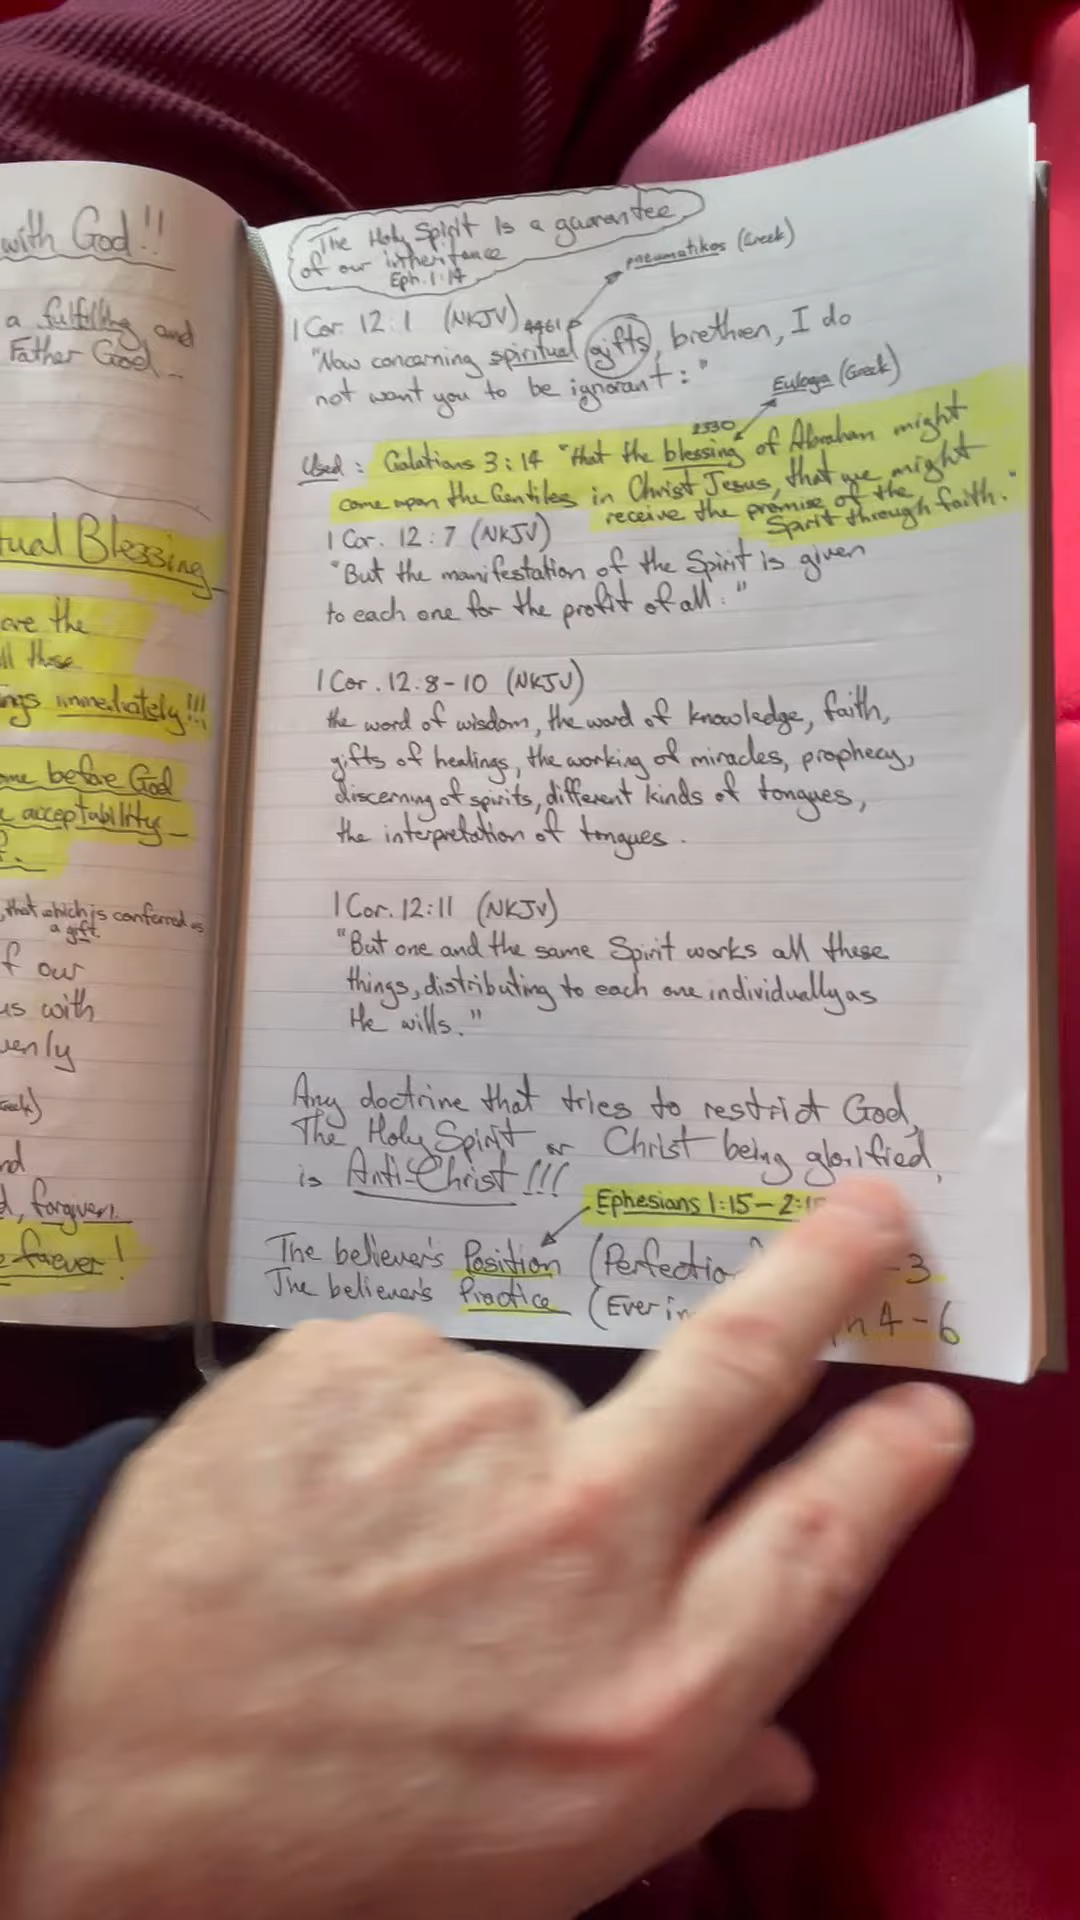 with God!!
a fulfilling and
Father God --
tual Blessing
are the
ll these
ngs immediately!!!
ome before God
e acceptability
that which is conferred as
a gift.
f our
us with
venly
rd
d, forgiven.
e forever!
The Holy Spirit Is a guarantee
of our inheritance
Eph. 1:14
pneumatikos (Greek)
1 Cor. 12:1 (NKJV) 4461
"Now concerning spiritual gifts, brethren, I do
not want you to be ignorant:"
Eulogia (Greek)
2330
Used: Galatians 3:14 "that the blessing of Abraham might
come upon the Gentiles in Christ Jesus, that we might
receive the promise of the
Spirit through faith."
1 Cor. 12:7 (NKJV)
"But the manifestation of the Spirit is given
to each one for the profit of all:"
1 Cor. 12:8-10 (NKJV)
the word of wisdom, the word of knowledge, faith,
gifts of healings, the working of miracles, prophecy,
discerning of spirits, different kinds of tongues,
the interpretation of tongues.
1 Cor. 12:11 (NKJV)
"But one and the same Spirit works all these
things, distributing to each one individually as
He wills."
Any doctrine that tries to restrict God,
The Holy Spirit or Christ being glorified,
is Anti-Christ!!!
Ephesians 1:15-2:1
The believer's Position (Perfectio -3
The believer's Practice (Ever in 4-6